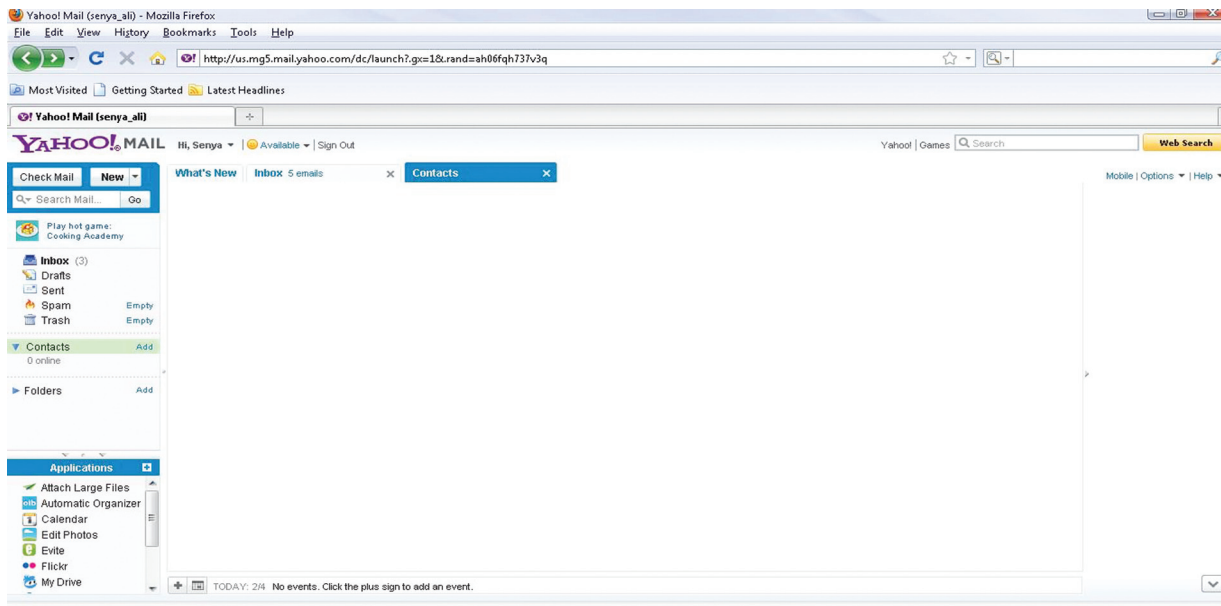 Yahoo! Mail (senya_ali) - Mozilla Firefox
File Edit View History Bookmarks Tools Help
http://us.mg5.mail.yahoo.com/dc/launch?.gx=1&.rand=ah06fqh737v3q
Most Visited Getting Started Latest Headlines
Yahoo! Mail (senya_ali)
YAHOO! MAIL Hi, Senya Available Sign Out Yahoo! Games Search Web Search
Check Mail New What's New Inbox 5 emails Contacts Mobile | Options | Help
Search Mail... Go
Play hot game:
Cooking Academy
Inbox (3)
Drafts
Sent
Spam Empty
Trash Empty
Contacts Add
0 online
Folders Add
Applications
Attach Large Files
Automatic Organizer
Calendar
Edit Photos
Evite
Flickr
My Drive
TODAY: 2/4 No events. Click the plus sign to add an event.